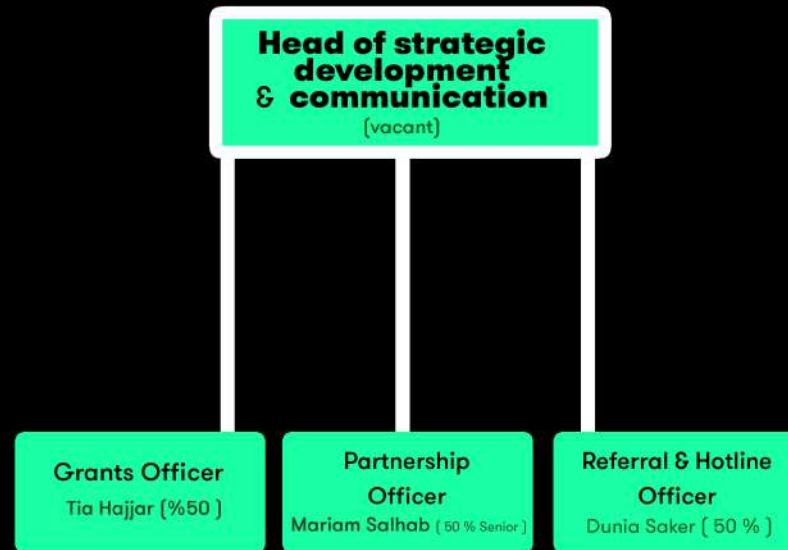 Head of strategic
development
& communication
(vacant)
Grants Officer
Tia Hajjar (%50 )
Partnership
Officer
Mariam Salhab ( 50 % Senior )
Referral & Hotline
Officer
Dunia Saker ( 50 % )